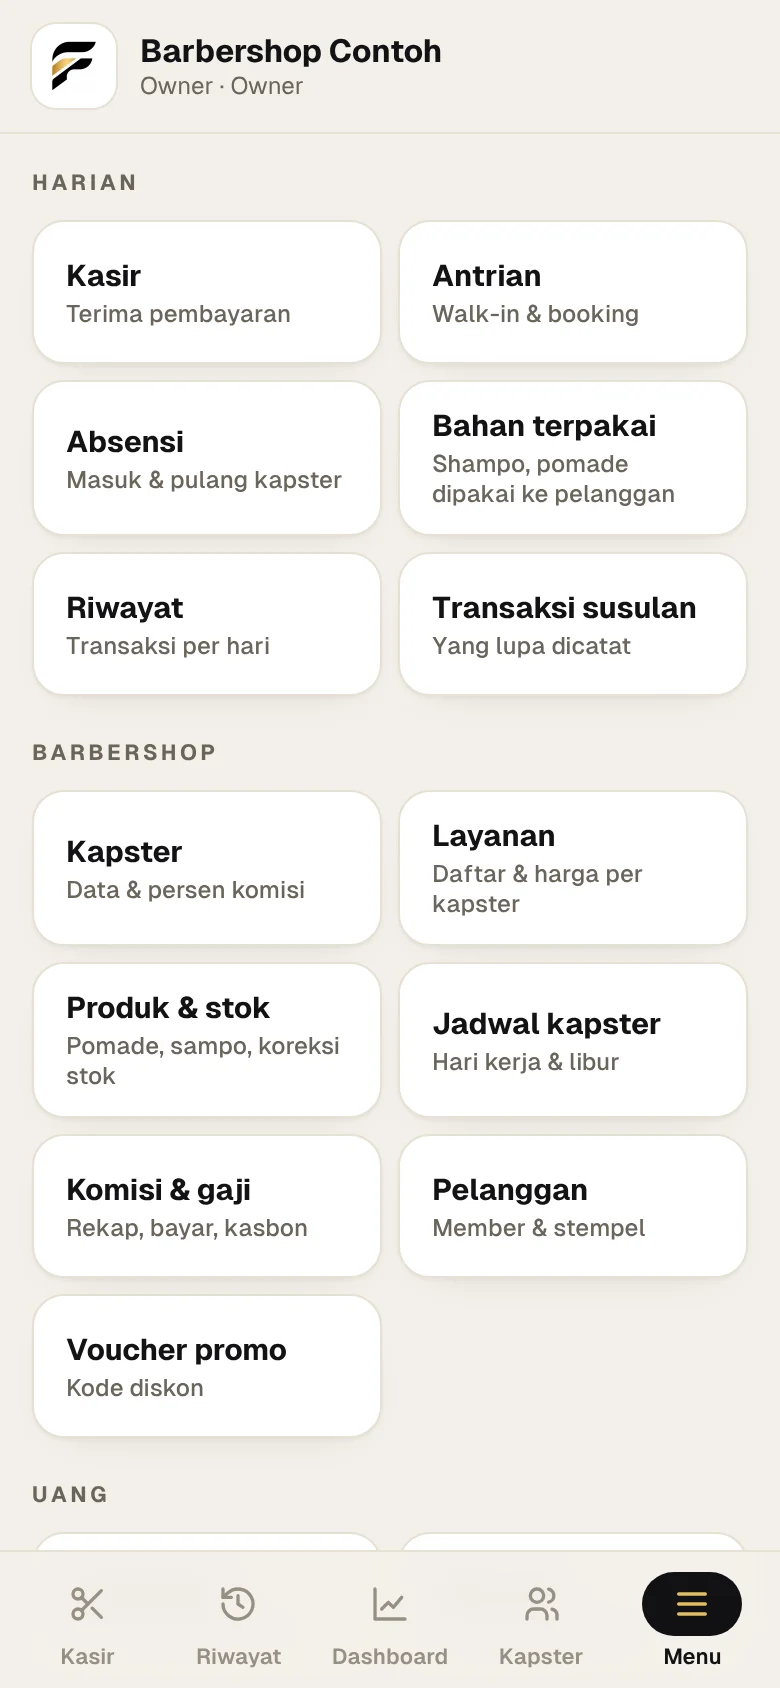 Barbershop Contoh
Owner · Owner
HARIAN
Kasir
Terima pembayaran
Antrian
Walk-in & booking
Absensi
Masuk & pulang kapster
Bahan terpakai
Shampo, pomade
dipakai ke pelanggan
Riwayat
Transaksi per hari
Transaksi susulan
Yang lupa dicatat
BARBERSHOP
Kapster
Data & persen komisi
Layanan
Daftar & harga per
kapster
Produk & stok
Pomade, sampo, koreksi
stok
Jadwal kapster
Hari kerja & libur
Komisi & gaji
Rekap, bayar, kasbon
Pelanggan
Member & stempel
Voucher promo
Kode diskon
UANG
Kasir
Riwayat
Dashboard
Kapster
Menu